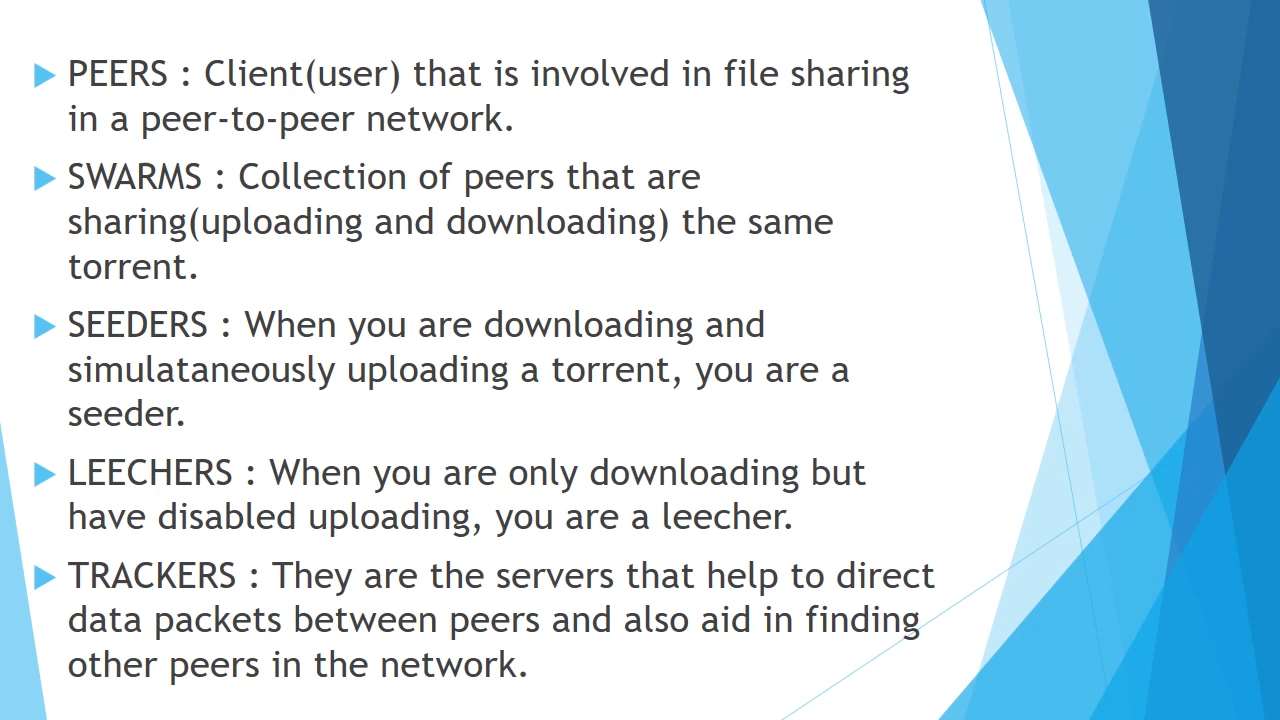 PEERS : Client(user) that is involved in file sharing
in a peer-to-peer network.
SWARMS : Collection of peers that are
sharing(uploading and downloading) the same
torrent.
SEEDERS : When you are downloading and
simulataneously uploading a torrent, you are a
seeder.
LEECHERS : When you are only downloading but
have disabled uploading, you are a leecher.
TRACKERS : They are the servers that help to direct
data packets between peers and also aid in finding
other peers in the network.